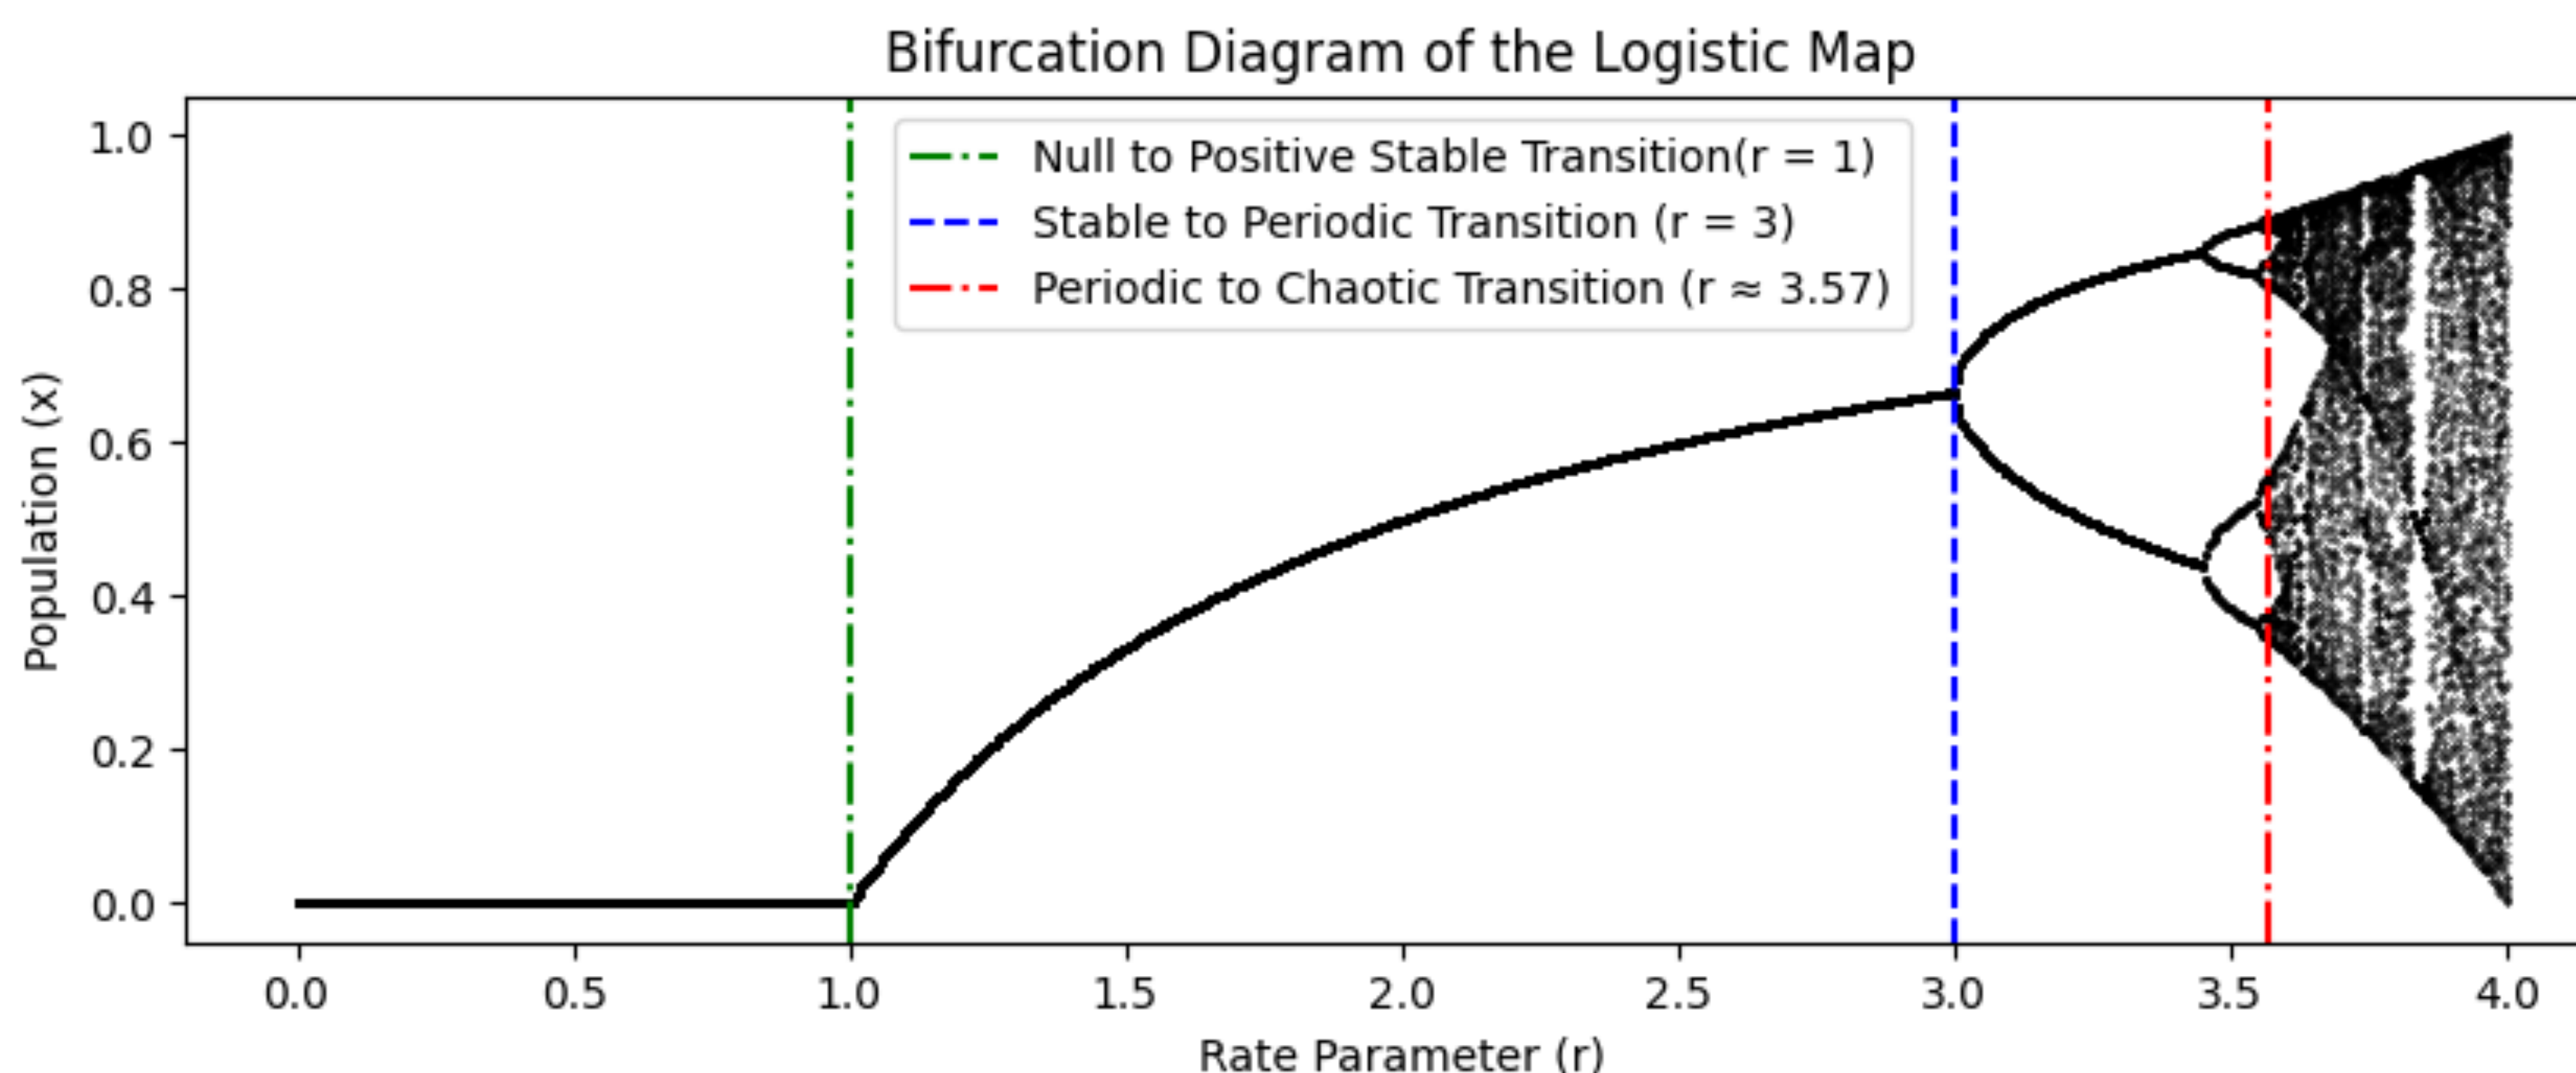 Bifurcation Diagram of the Logistic Map
Null to Positive Stable Transition(r = 1)
Stable to Periodic Transition (r = 3)
Periodic to Chaotic Transition (r ≈ 3.57)
Population (x)
1.0
0.8
0.6
0.4
0.2
0.0
0.0 0.5 1.0 1.5 2.0 2.5 3.0 3.5 4.0
Rate Parameter (r)